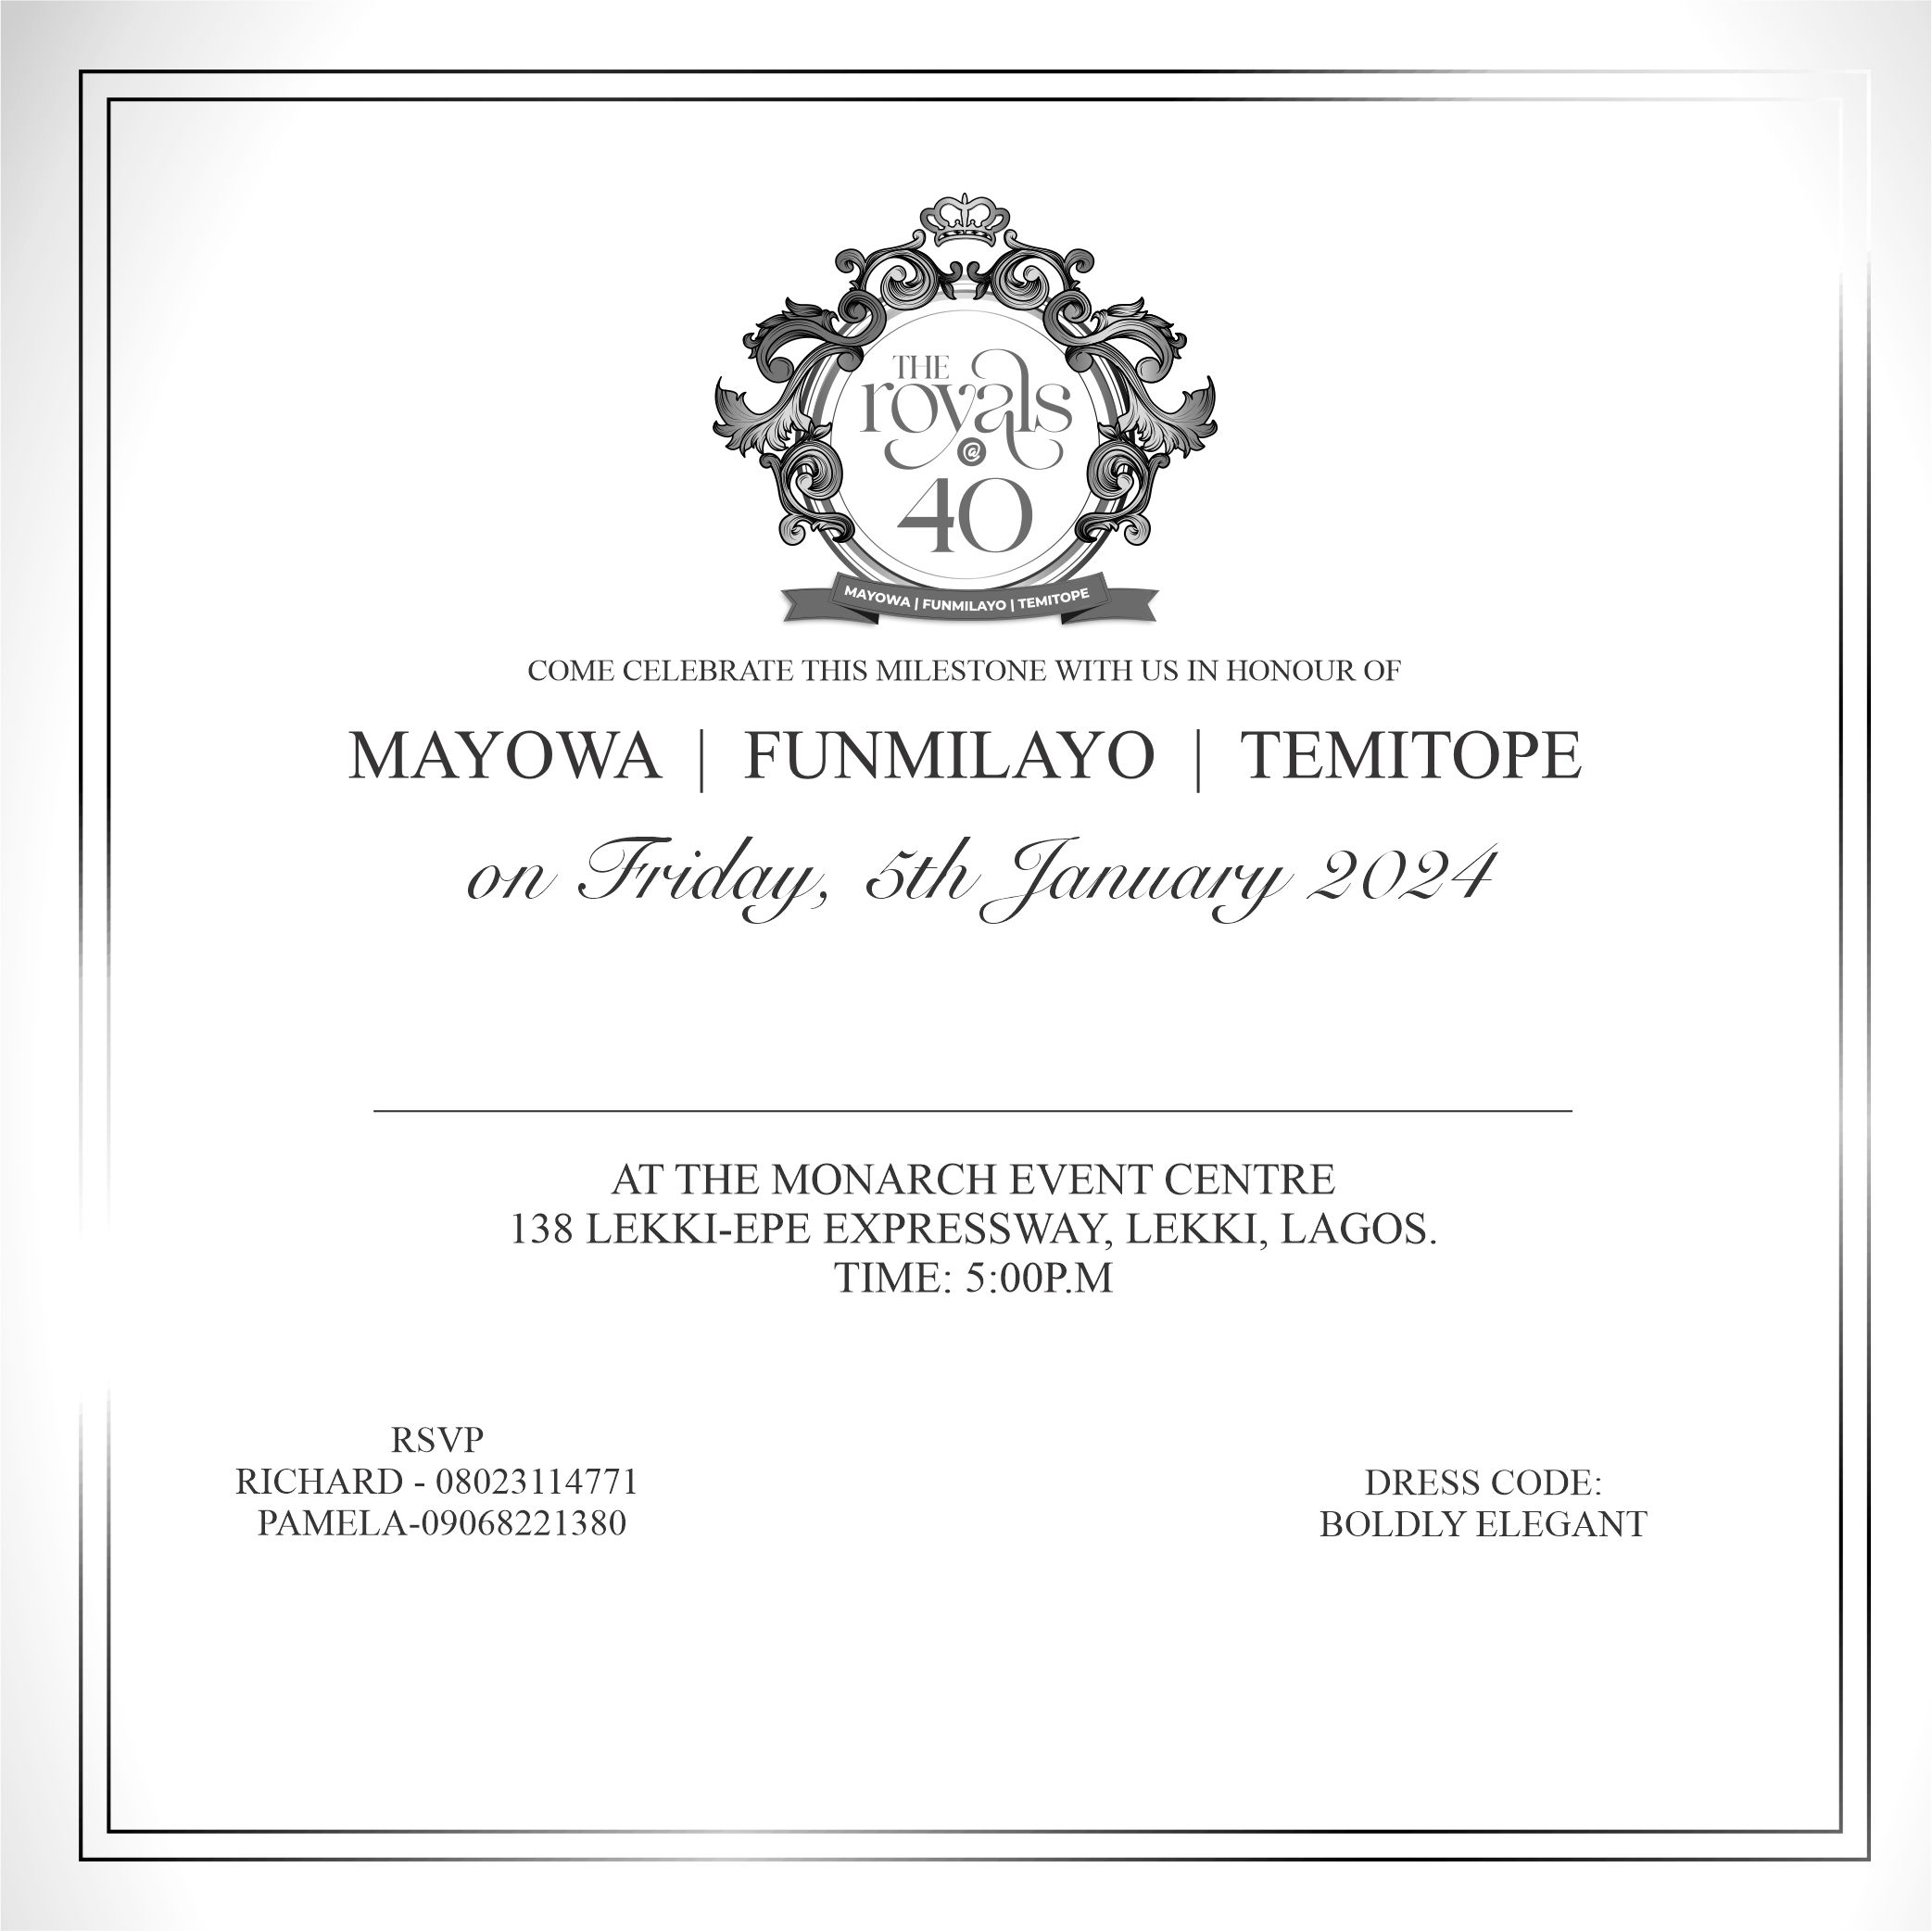 THE
royals
@
40
MAYOWA | FUNMILAYO | TEMITOPE
COME CELEBRATE THIS MILESTONE WITH US IN HONOUR OF
MAYOWA | FUNMILAYO | TEMITOPE
on Friday, 5th January 2024
AT THE MONARCH EVENT CENTRE
138 LEKKI-EPE EXPRESSWAY, LEKKI, LAGOS.
TIME: 5:00P.M
RSVP
RICHARD - 08023114771
PAMELA-09068221380
DRESS CODE:
BOLDLY ELEGANT